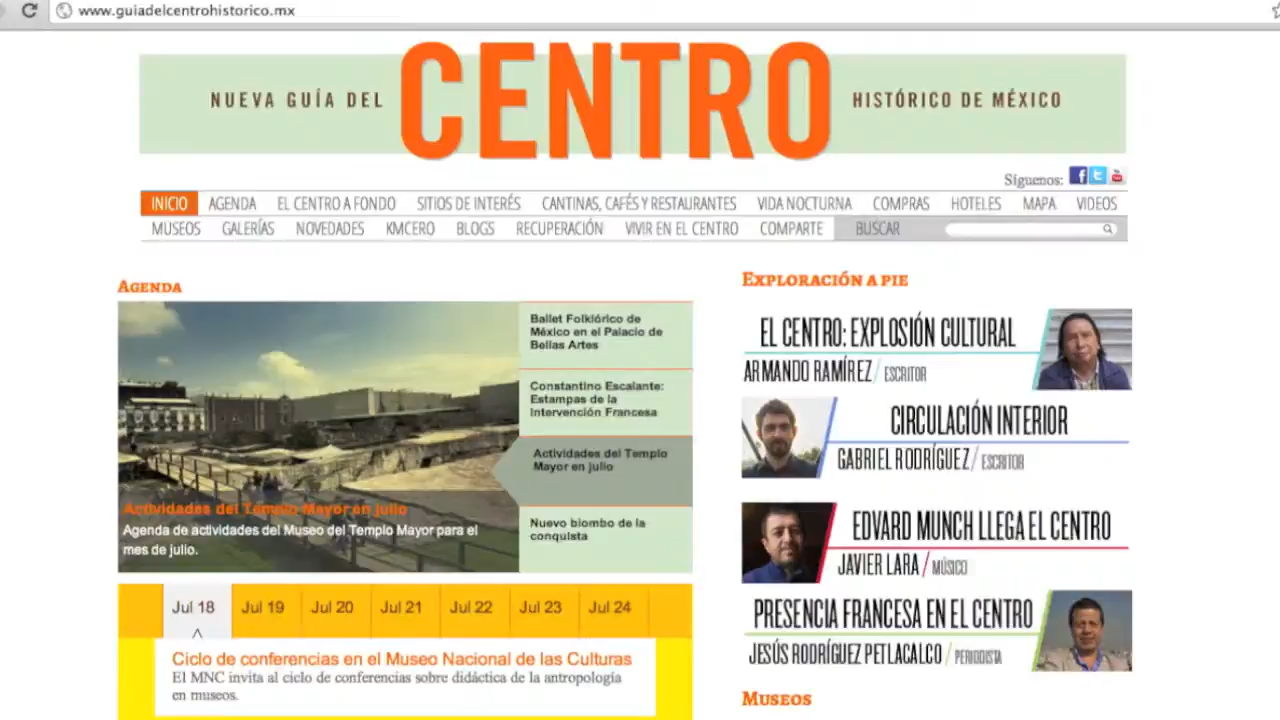 www.guiadelcentrohistorico.mx
NUEVA GUÍA DEL CENTRO HISTÓRICO DE MÉXICO
Síguenos:
INICIO AGENDA EL CENTRO A FONDO SITIOS DE INTERÉS CANTINAS, CAFÉS Y RESTAURANTES VIDA NOCTURNA COMPRAS HOTELES MAPA VIDEOS
MUSEOS GALERÍAS NOVEDADES KMCERO BLOGS RECUPERACIÓN VIVIR EN EL CENTRO COMPARTE BUSCAR
AGENDA
Ballet Folklórico de
México en el Palacio de
Bellas Artes
Constantino Escalante:
Estampas de la
Intervención Francesa
Actividades del Templo
Mayor en julio
Nuevo biombo de la
conquista
Actividades del Templo Mayor en julio
Agenda de actividades del Museo del Templo Mayor para el
mes de julio.
Jul 18 Jul 19 Jul 20 Jul 21 Jul 22 Jul 23 Jul 24
Ciclo de conferencias en el Museo Nacional de las Culturas
El MNC invita al ciclo de conferencias sobre didáctica de la antropología
en museos.
EXPLORACIÓN A PIE
EL CENTRO: EXPLOSIÓN CULTURAL
ARMANDO RAMÍREZ / ESCRITOR
CIRCULACIÓN INTERIOR
GABRIEL RODRÍGUEZ / ESCRITOR
EDVARD MUNCH LLEGA EL CENTRO
JAVIER LARA / MÚSICO
PRESENCIA FRANCESA EN EL CENTRO
JESÚS RODRÍGUEZ PETLACALCO / PERIODISTA
MUSEOS